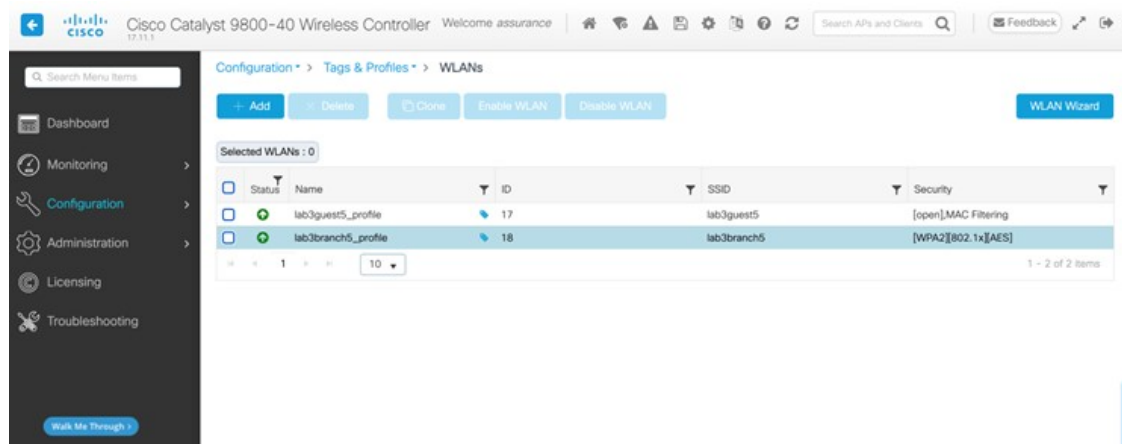 CISCO
Cisco Catalyst 9800-40 Wireless Controller
17.11.1
Welcome assurance
Search APs and Clients
Feedback
Search Menu Items
Dashboard
Monitoring
Configuration
Administration
Licensing
Troubleshooting
Walk Me Through >
Configuration > Tags & Profiles > WLANs
+ Add × Delete Clone Enable WLAN Disable WLAN WLAN Wizard
Selected WLANs : 0
Status Name ID SSID Security
lab3guest5_profile 17 lab3guest5 [open],MAC Filtering
lab3branch5_profile 18 lab3branch5 [WPA2][802.1x][AES]
1 10 1 - 2 of 2 items